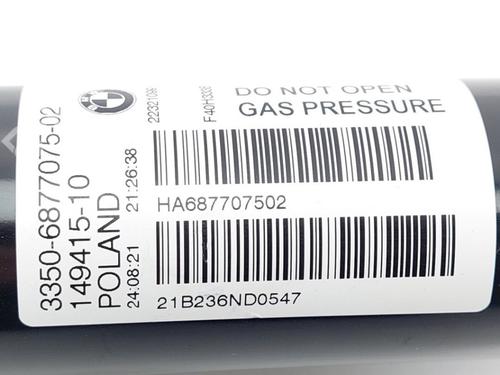 3350-6877075-02
149415-10
POLAND
24:08:21 21:26:38
22321096
DO NOT OPEN
GAS PRESSURE
HA687707502
21B236ND0547